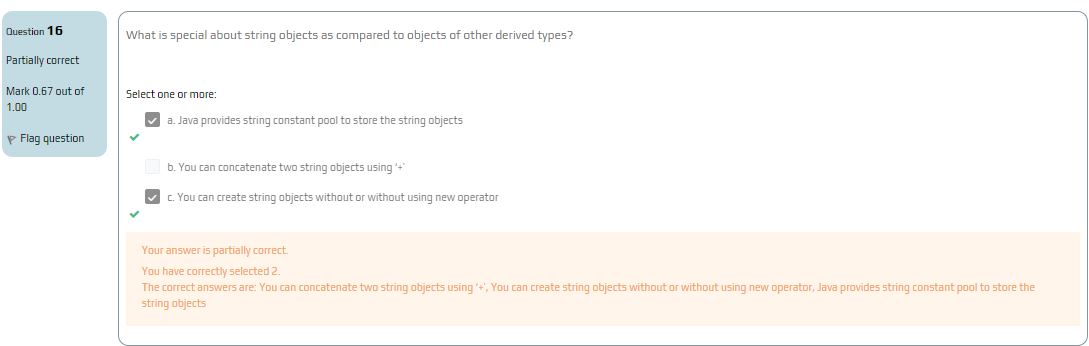 Question 16
Partially correct
Mark 0.67 out of
1.00
Flag question
What is special about string objects as compared to objects of other derived types?
Select one or more:
a. Java provides string constant pool to store the string objects
b. You can concatenate two string objects using '+'
c. You can create string objects without or without using new operator
Your answer is partially correct.
You have correctly selected 2.
The correct answers are: You can concatenate two string objects using '+', You can create string objects without or without using new operator, Java provides string constant pool to store the
string objects